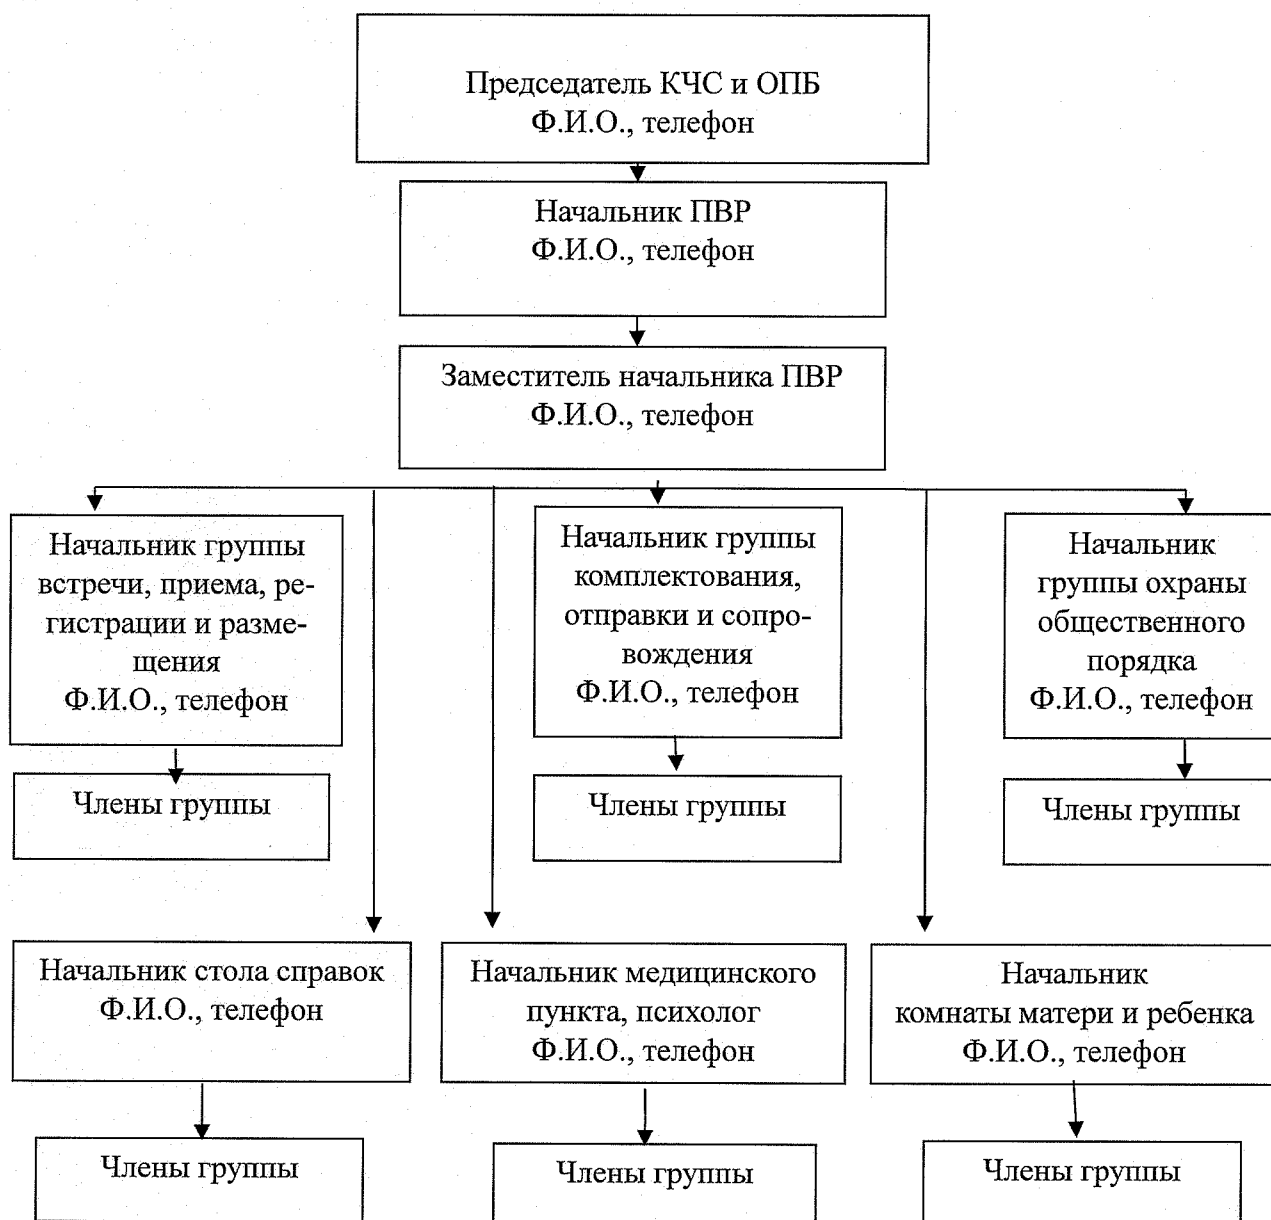 Председатель КЧС и ОПБ
Ф.И.О., телефон
Начальник ПВР
Ф.И.О., телефон
Заместитель начальника ПВР
Ф.И.О., телефон
Начальник группы
встречи, приема, ре-
гистрации и разме-
щения
Ф.И.О., телефон
Начальник группы
комплектования,
отправки и сопро-
вождения
Ф.И.О., телефон
Начальник
группы охраны
общественного
порядка
Ф.И.О., телефон
Члены группы
Члены группы
Члены группы
Начальник стола справок
Ф.И.О., телефон
Начальник медицинского
пункта, психолог
Ф.И.О., телефон
Начальник
комнаты матери и ребенка
Ф.И.О., телефон
Члены группы
Члены группы
Члены группы